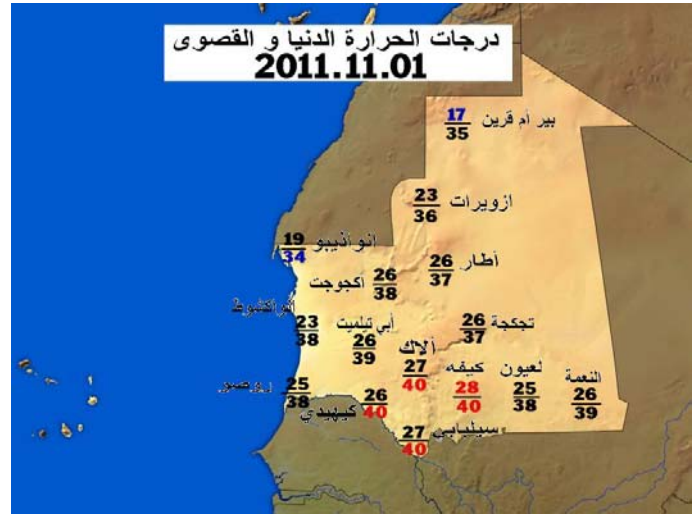 درجات الحرارة الدنيا و القصوى
2011.11.01
بير أم قرين
17
35
ازويرات
23
36
انواذيبو
19
34
أطار
26
37
أكجوجت
26
38
انواكشوط
23
38
أبي تيلميت
26
39
تجكجة
26
37
ألاك
27
40
كيفه
28
40
لعيون
25
38
النعمة
26
39
روصو
25
38
كيهيدي
26
40
سيلبابي
27
40